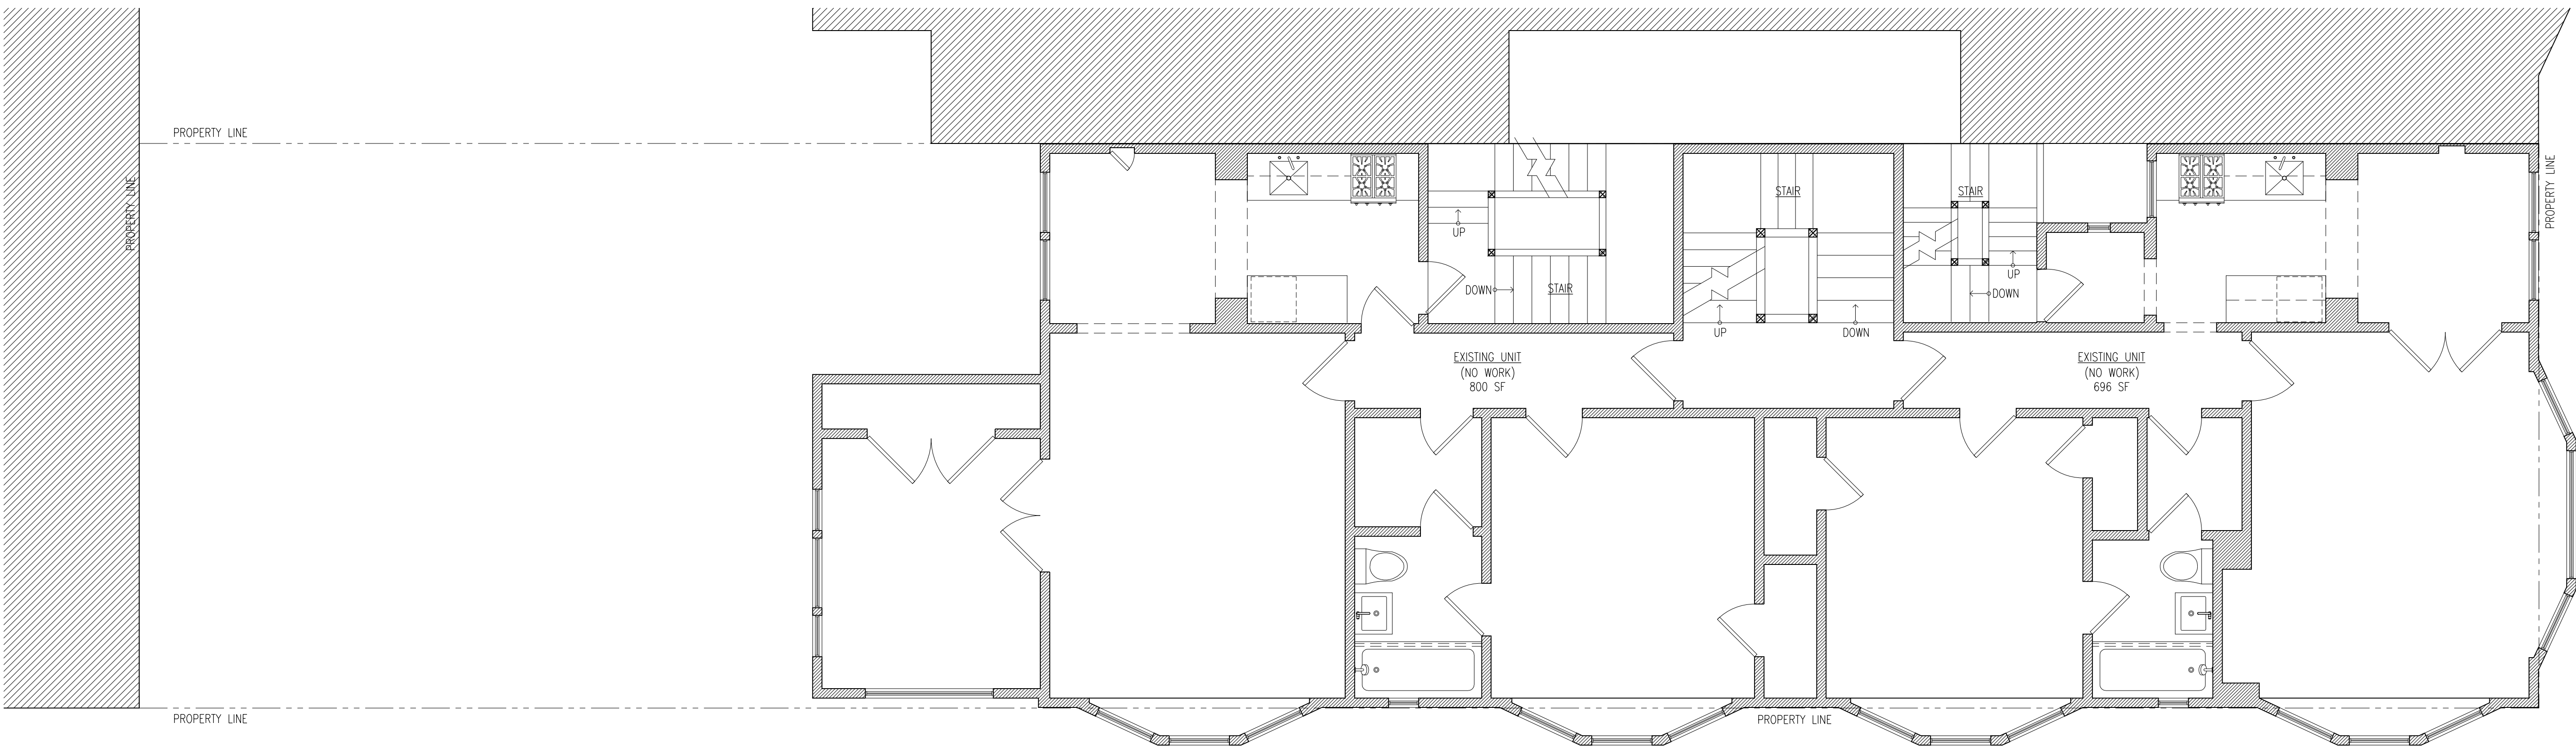 PROPERTY LINE
PROPERTY LINE
PROPERTY LINE
STAIR
STAIR
UP
UP
DOWN
STAIR
DOWN
UP
DOWN
EXISTING UNIT
(NO WORK)
800 SF
EXISTING UNIT
(NO WORK)
696 SF
PROPERTY LINE
PROPERTY LINE